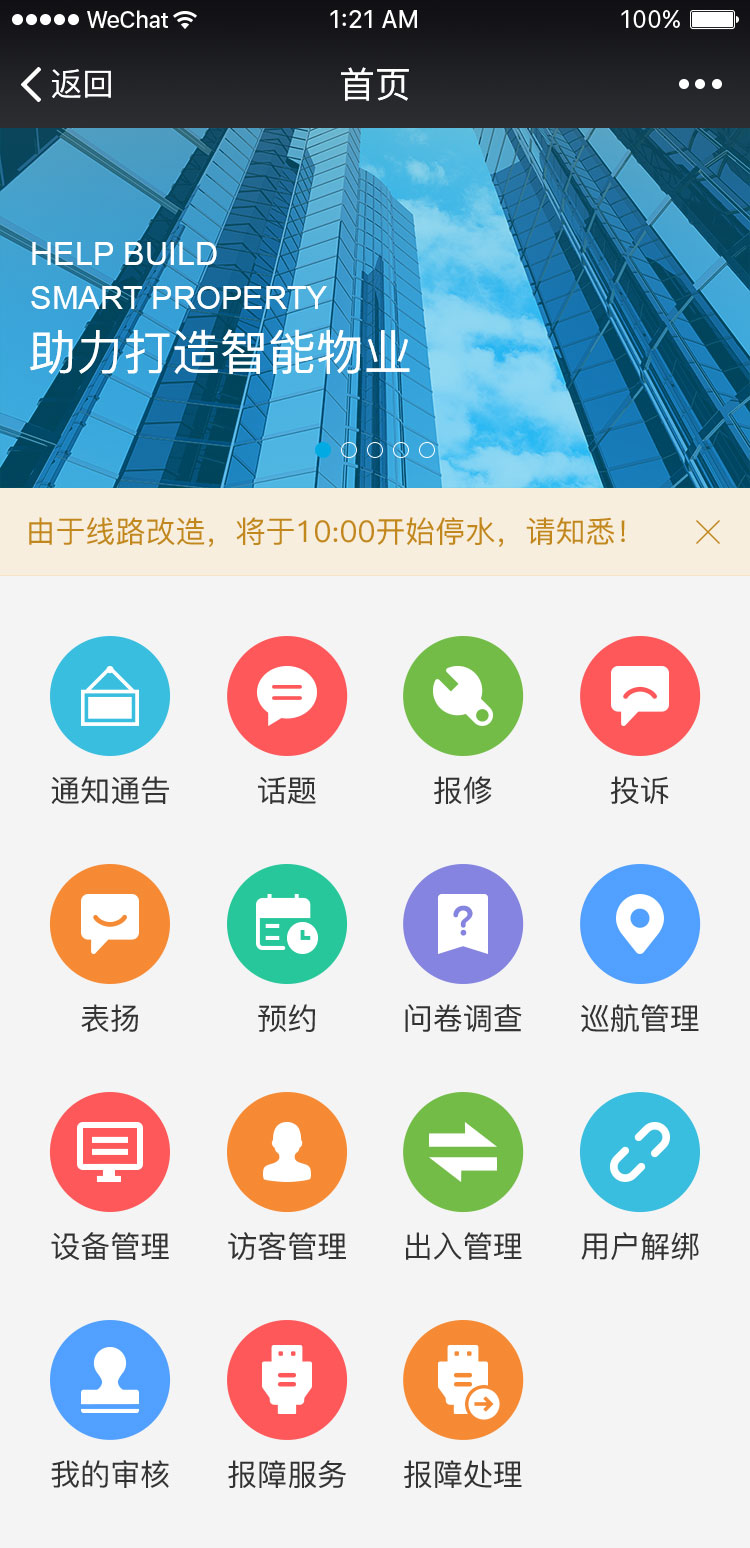 WeChat 1:21 AM 100%
返回 首页
HELP BUILD
SMART PROPERTY
助力打造智能物业
由于线路改造，将于10:00开始停水，请知悉！
通知通告 话题 报修 投诉
表扬 预约 问卷调查 巡航管理
设备管理 访客管理 出入管理 用户解绑
我的审核 报障服务 报障处理